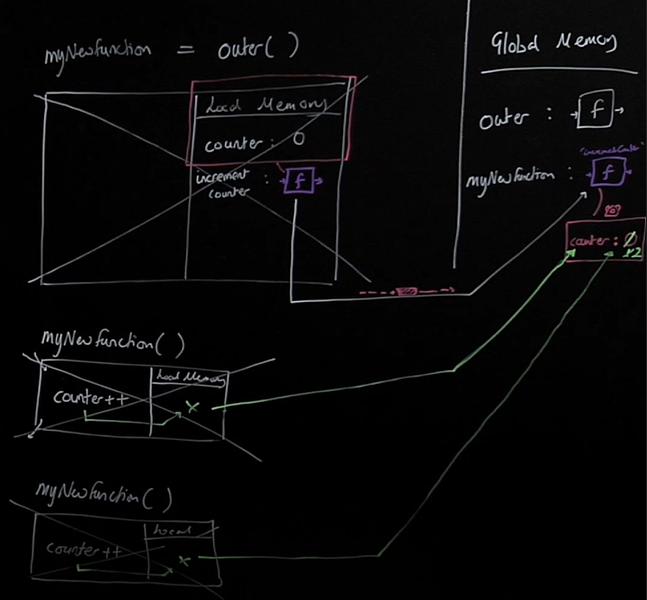 myNewfunction = outer( )
Local Memory
counter : 0
increment counter : f
Global Memory
outer : f
"incrementCounter"
myNewfunction : f
counter : 0
1 2
myNewfunction( )
Local Memory
counter++
x
myNewfunction( )
Local
counter++
x